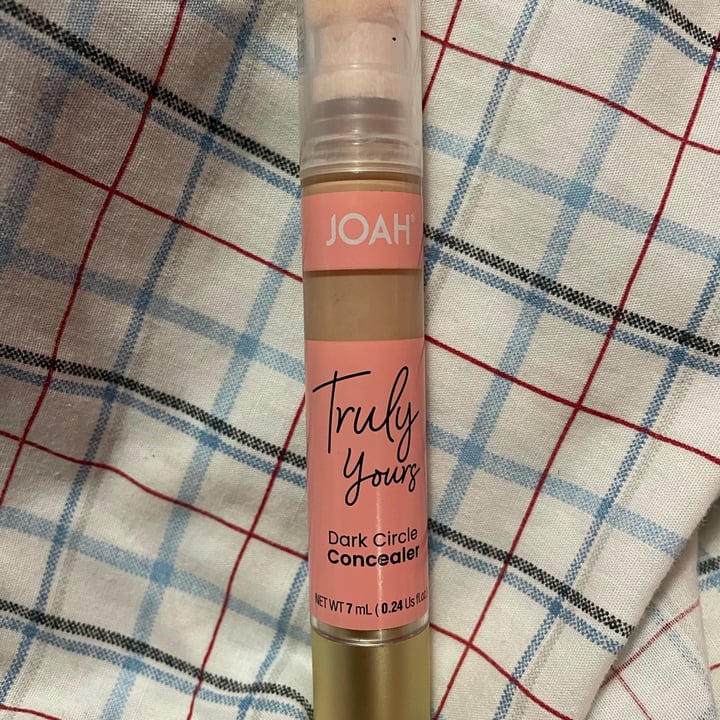 JOAH®
Truly
Yours
Dark Circle
Concealer
NET WT 7 mL ( 0.24 Us fl.oz.